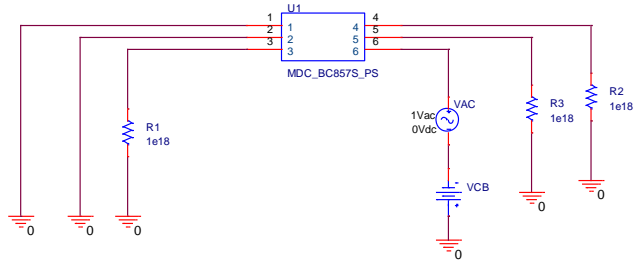 U1
1 1 4 4
2 2 5 5
3 3 6 6
MDC_BC857S_PS
VAC
1Vac
0Vdc
R1
1e18
R3
1e18
R2
1e18
VCB
-
+
0 0 0 0 0 0